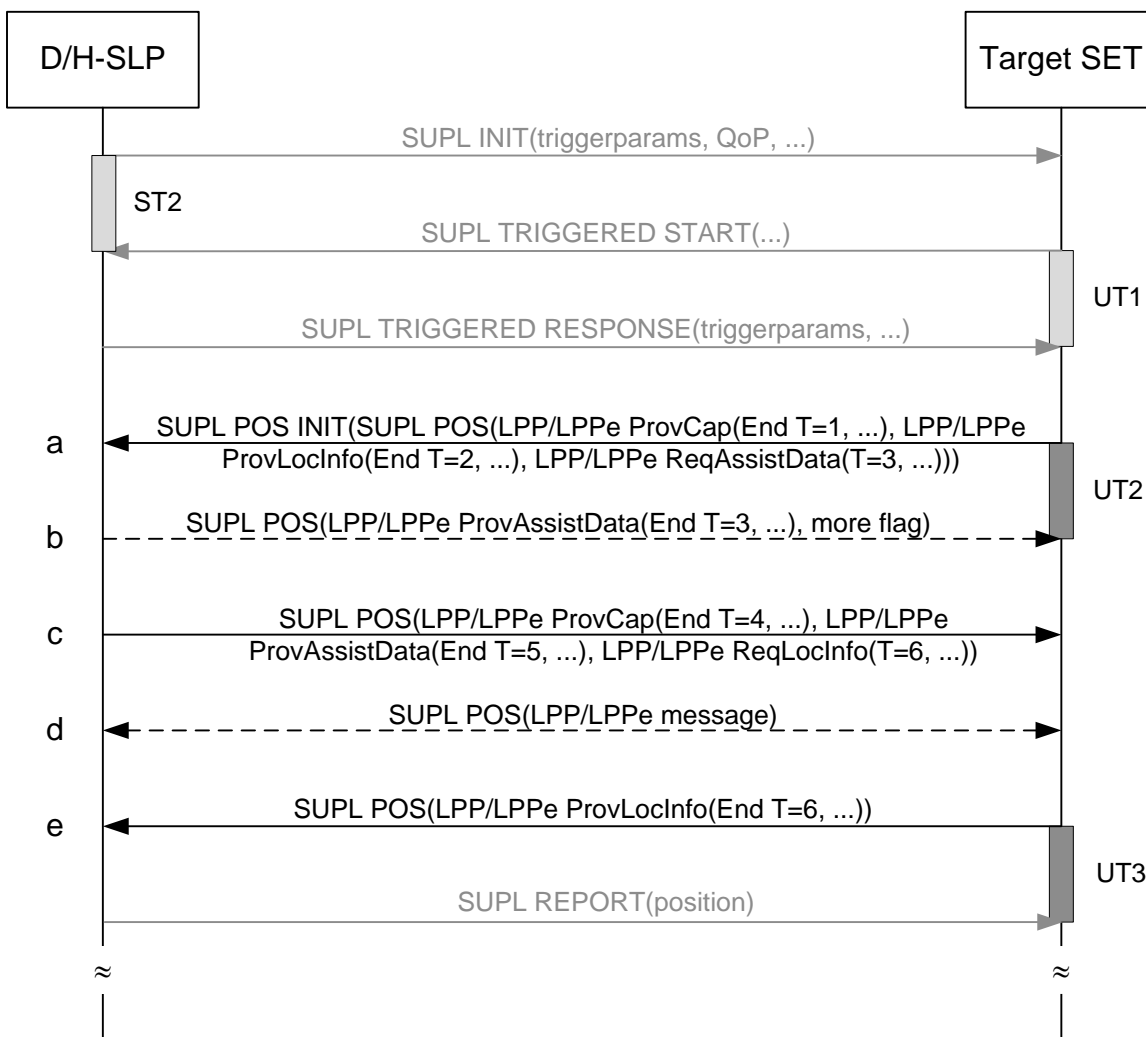 D/H-SLP
Target SET
SUPL INIT(triggerparams, QoP, ...)
ST2
SUPL TRIGGERED START(...)
UT1
SUPL TRIGGERED RESPONSE(triggerparams, ...)
a
SUPL POS INIT(SUPL POS(LPP/LPPe ProvCap(End T=1, ...), LPP/LPPe
ProvLocInfo(End T=2, ...), LPP/LPPe ReqAssistData(T=3, ...)))
UT2
b
SUPL POS(LPP/LPPe ProvAssistData(End T=3, ...), more flag)
c
SUPL POS(LPP/LPPe ProvCap(End T=4, ...), LPP/LPPe
ProvAssistData(End T=5, ...), LPP/LPPe ReqLocInfo(T=6, ...))
d
SUPL POS(LPP/LPPe message)
e
SUPL POS(LPP/LPPe ProvLocInfo(End T=6, ...))
UT3
SUPL REPORT(position)
≈
≈